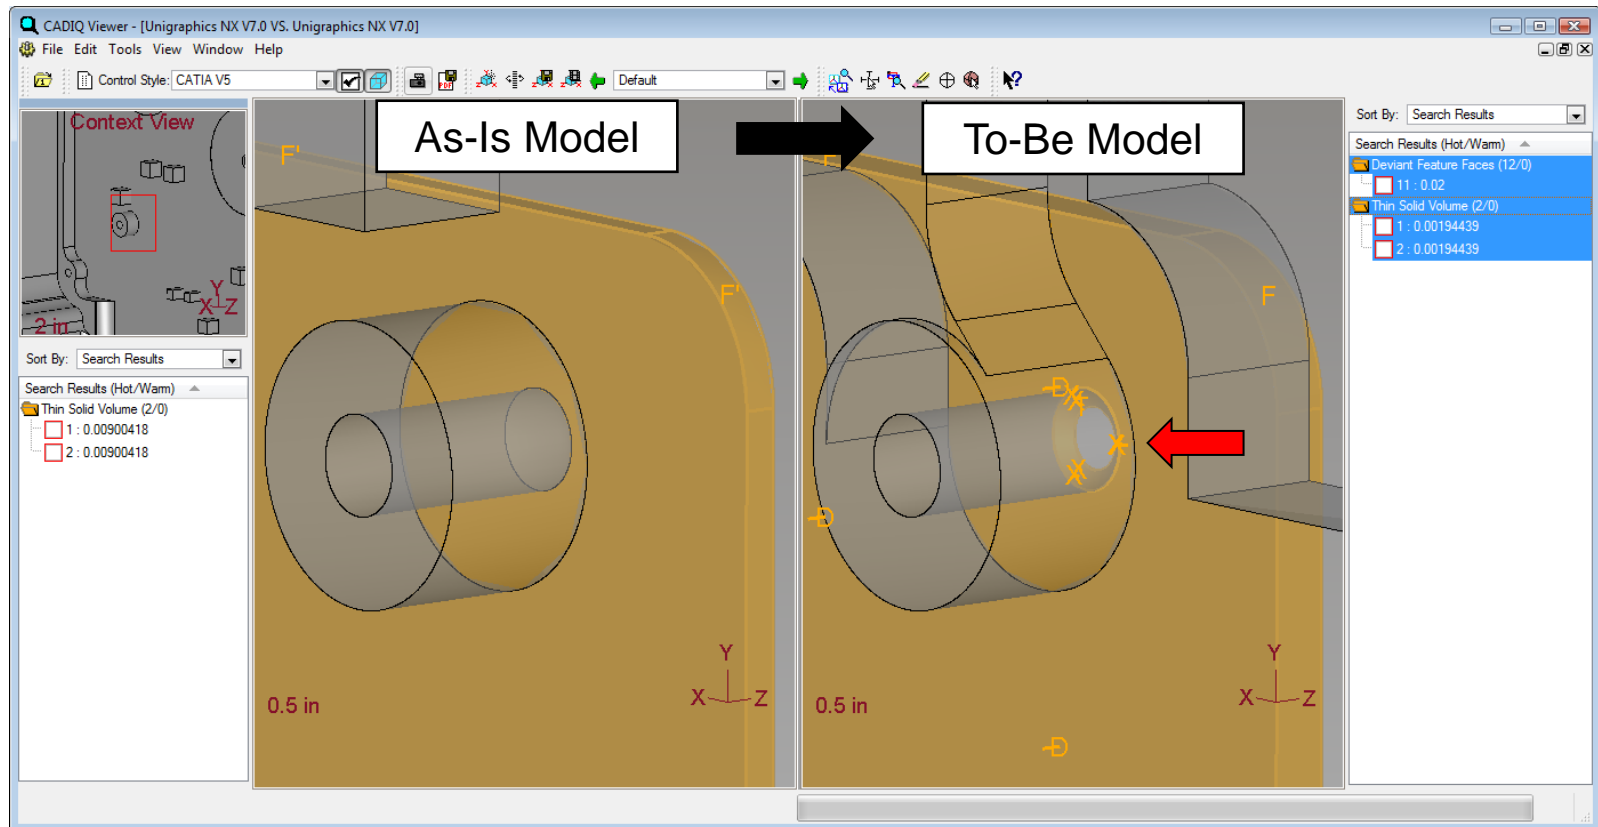 CADIQ Viewer - [Unigraphics NX V7.0 VS. Unigraphics NX V7.0]
File Edit Tools View Window Help
Control Style: CATIA V5
PDF
Default
Context View
Y
X Z
2 in
Sort By: Search Results
Search Results (Hot/Warm)
Thin Solid Volume (2/0)
1 : 0.00900418
2 : 0.00900418
As-Is Model
F'
F'
0.5 in
Y
X Z
To-Be Model
F
F
D
D
D
0.5 in
Y
X Z
Sort By: Search Results
Search Results (Hot/Warm)
Deviant Feature Faces (12/0)
11 : 0.02
Thin Solid Volume (2/0)
1 : 0.00194439
2 : 0.00194439